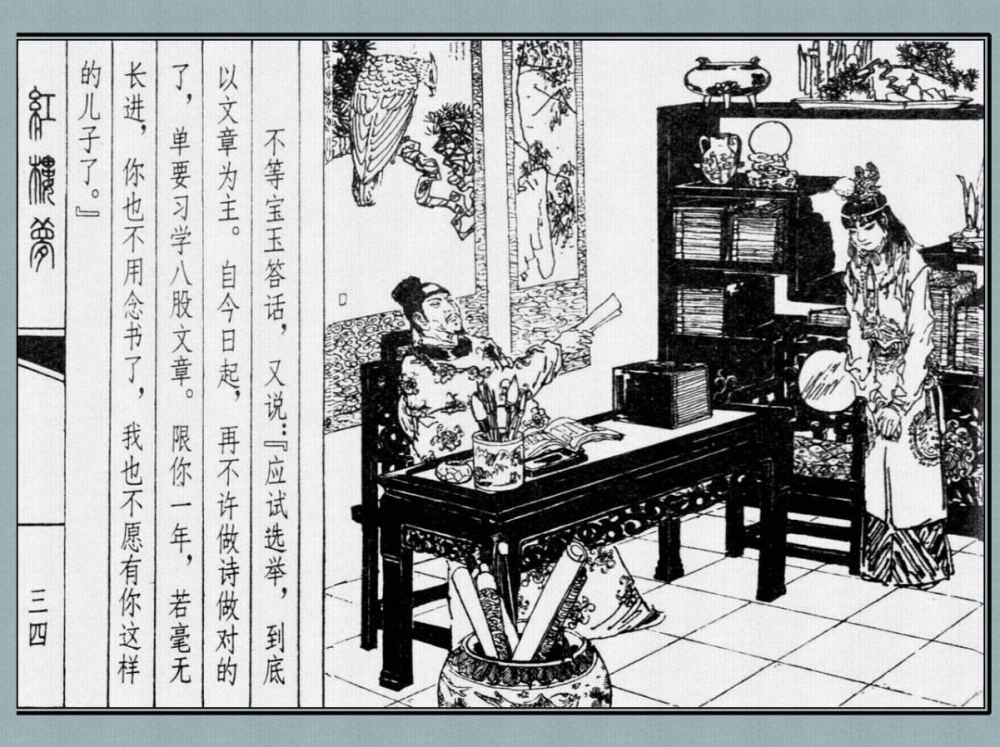 不等宝玉答话，又说：『应试选举，到底
以文章为主。自今日起，再不许做诗做对的
了，单要习学八股文章。限你一年，若毫无
长进，你也不用念书了，我也不愿有你这样
的儿子了。』
紅樓夢
三四